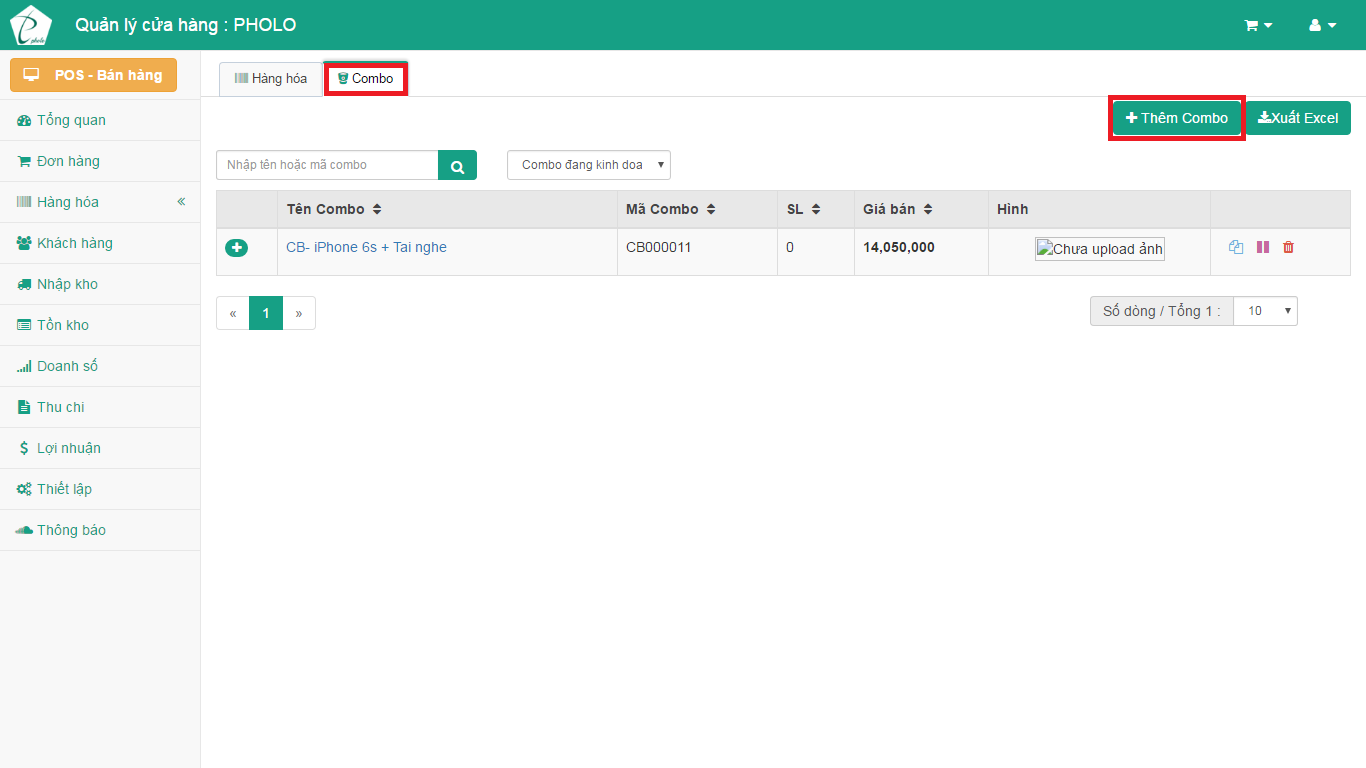 pholo
Quản lý cửa hàng : PHOLO
POS - Bán hàng
Tổng quan
Đơn hàng
Hàng hóa «
Khách hàng
Nhập kho
Tồn kho
Doanh số
Thu chi
Lợi nhuận
Thiết lập
Thông báo
Hàng hóa
Combo
Thêm Combo
Xuất Excel
Nhập tên hoặc mã combo
Combo đang kinh doa
Tên Combo Mã Combo SL Giá bán Hình
CB- iPhone 6s + Tai nghe CB000011 0 14,050,000 Chưa upload ảnh
« 1 »
Số dòng / Tổng 1 : 10